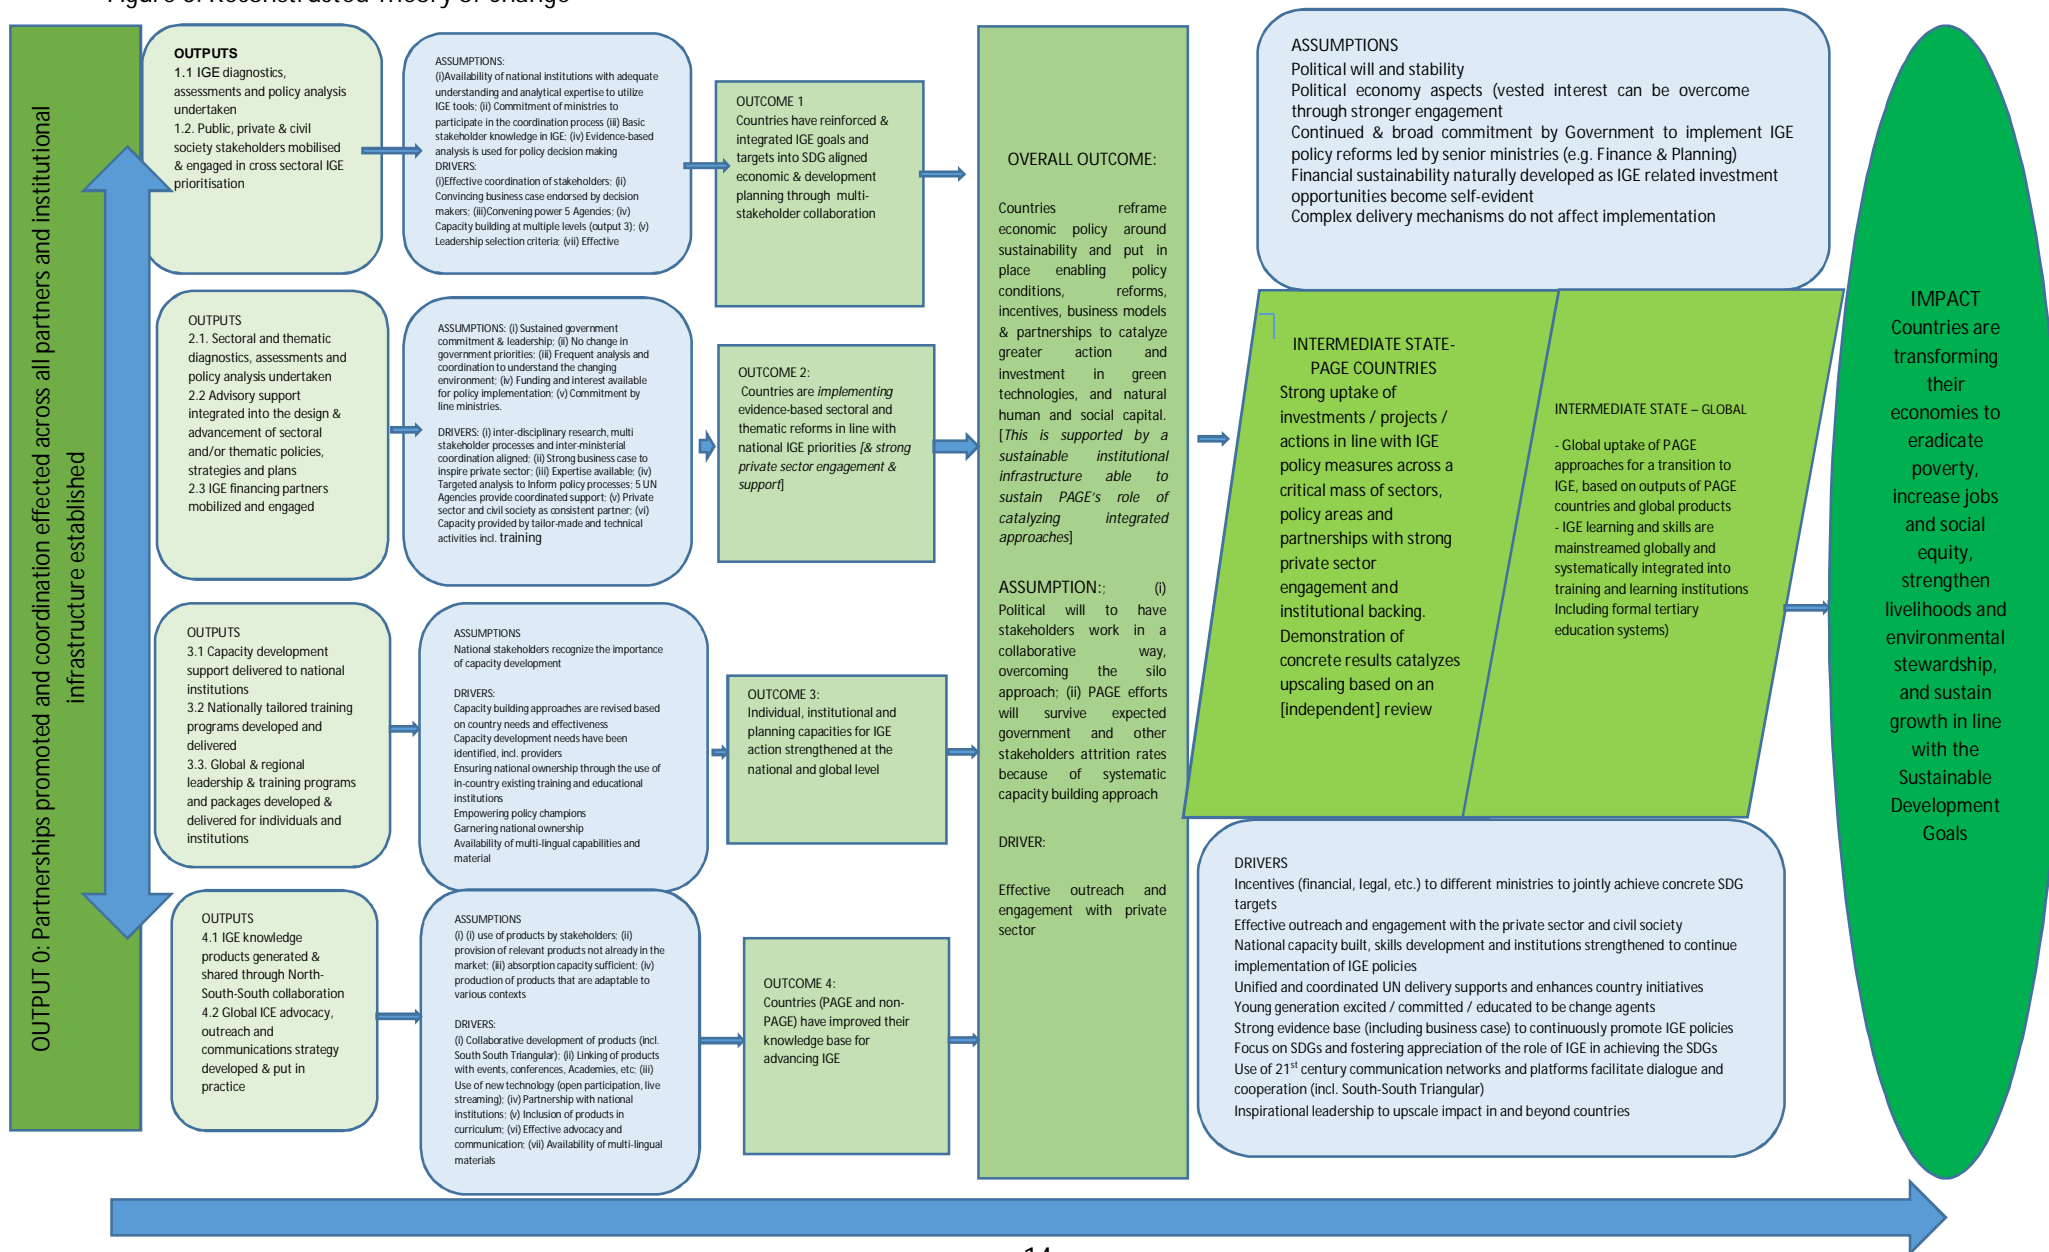 Figure 3: Reconstructed Theory of Change
OUTPUT 0: Partnerships promoted and coordination effected across all partners and institutional
infrastructure established
OUTPUTS
1.1 IGE diagnostics,
assessments and policy analysis
undertaken
1.2. Public, private & civil
society stakeholders mobilised
& engaged in cross sectoral IGE
prioritisation
ASSUMPTIONS:
(i)Availability of national institutions with adequate
understanding and analytical expertise to utilize
IGE tools; (ii) Commitment of ministries to
participate in the coordination process (iii) Basic
stakeholder knowledge in IGE; (iv) Evidence-based
analysis is used for policy decision making
DRIVERS:
(i)Effective coordination of stakeholders; (ii)
Convincing business case endorsed by decision
makers; (iii)Convening power 5 Agencies; (iv)
Capacity building at multiple levels (output 3); (v)
Leadership selection criteria; (vii) Effective
OUTCOME 1
Countries have reinforced &
integrated IGE goals and
targets into SDG aligned
economic & development
planning through multi-
stakeholder collaboration
OUTPUTS
2.1. Sectoral and thematic
diagnostics, assessments and
policy analysis undertaken
2.2 Advisory support
integrated into the design &
advancement of sectoral
and/or thematic policies,
strategies and plans
2.3 IGE financing partners
mobilized and engaged
ASSUMPTIONS: (i) Sustained government
commitment & leadership; (ii) No change in
government priorities; (iii) Frequent analysis and
coordination to understand the changing
environment; (iv) Funding and interest available
for policy implementation; (v) Commitment by
line ministries.
DRIVERS: (i) inter-disciplinary research, multi
stakeholder processes and inter-ministerial
coordination aligned; (ii) Strong business case to
inspire private sector; (iii) Expertise available; (iv)
Targeted analysis to Inform policy processes; 5 UN
Agencies provide coordinated support; (v) Private
sector and civil society as consistent partner; (vi)
Capacity provided by tailor-made and technical
activities incl. training
OUTCOME 2:
Countries are implementing
evidence-based sectoral and
thematic reforms in line with
national IGE priorities [& strong
private sector engagement &
support]
OUTPUTS
3.1 Capacity development
support delivered to national
institutions
3.2 Nationally tailored training
programs developed and
delivered
3.3. Global & regional
leadership & training programs
and packages developed &
delivered for individuals and
institutions
ASSUMPTIONS
National stakeholders recognize the importance
of capacity development
DRIVERS:
Capacity building approaches are revised based
on country needs and effectiveness
Capacity development needs have been
identified, incl. providers
Ensuring national ownership through the use of
in-country existing training and educational
institutions
Empowering policy champions
Garnering national ownership
Availability of multi-lingual capabilities and
material
OUTCOME 3:
Individual, institutional and
planning capacities for IGE
action strengthened at the
national and global level
OUTPUTS
4.1 IGE knowledge
products generated &
shared through North-
South-South collaboration
4.2 Global ICE advocacy,
outreach and
communications strategy
developed & put in
practice
ASSUMPTIONS
(i) (i) use of products by stakeholders; (ii)
provision of relevant products not already in the
market; (iii) absorption capacity sufficient; (iv)
production of products that are adaptable to
various contexts
DRIVERS:
(i) Collaborative development of products (incl.
South South Triangular); (ii) Linking of products
with events, conferences, Academies, etc; (iii)
Use of new technology (open participation, live
streaming); (iv) Partnership with national
institutions; (v) Inclusion of products in
curriculum; (vi) Effective advocacy and
communication; (vii) Availability of multi-lingual
materials
OUTCOME 4:
Countries (PAGE and non-
PAGE) have improved their
knowledge base for
advancing IGE
OVERALL OUTCOME:
Countries reframe
economic policy around
sustainability and put in
place enabling policy
conditions, reforms,
incentives, business models
& partnerships to catalyze
greater action and
investment in green
technologies, and natural
human and social capital.
[This is supported by a
sustainable institutional
infrastructure able to
sustain PAGE's role of
catalyzing integrated
approaches]
ASSUMPTION:; (i)
Political will to have
stakeholders work in a
collaborative way,
overcoming the silo
approach; (ii) PAGE efforts
will survive expected
government and other
stakeholders attrition rates
because of systematic
capacity building approach
DRIVER:
Effective outreach and
engagement with private
sector
ASSUMPTIONS
Political will and stability
Political economy aspects (vested interest can be overcome
through stronger engagement
Continued & broad commitment by Government to implement IGE
policy reforms led by senior ministries (e.g. Finance & Planning)
Financial sustainability naturally developed as IGE related investment
opportunities become self-evident
Complex delivery mechanisms do not affect implementation
INTERMEDIATE STATE-
PAGE COUNTRIES
Strong uptake of
investments / projects /
actions in line with IGE
policy measures across a
critical mass of sectors,
policy areas and
partnerships with strong
private sector
engagement and
institutional backing.
Demonstration of
concrete results catalyzes
upscaling based on an
[independent] review
INTERMEDIATE STATE – GLOBAL
- Global uptake of PAGE
approaches for a transition to
IGE, based on outputs of PAGE
countries and global products
- IGE learning and skills are
mainstreamed globally and
systematically integrated into
training and learning institutions
Including formal tertiary
education systems)
DRIVERS
Incentives (financial, legal, etc.) to different ministries to jointly achieve concrete SDG
targets
Effective outreach and engagement with the private sector and civil society
National capacity built, skills development and institutions strengthened to continue
implementation of IGE policies
Unified and coordinated UN delivery supports and enhances country initiatives
Young generation excited / committed / educated to be change agents
Strong evidence base (including business case) to continuously promote IGE policies
Focus on SDGs and fostering appreciation of the role of IGE in achieving the SDGs
Use of 21st century communication networks and platforms facilitate dialogue and
cooperation (incl. South-South Triangular)
Inspirational leadership to upscale impact in and beyond countries
IMPACT
Countries are
transforming
their
economies to
eradicate
poverty,
increase jobs
and social
equity,
strengthen
livelihoods and
environmental
stewardship,
and sustain
growth in line
with the
Sustainable
Development
Goals
14